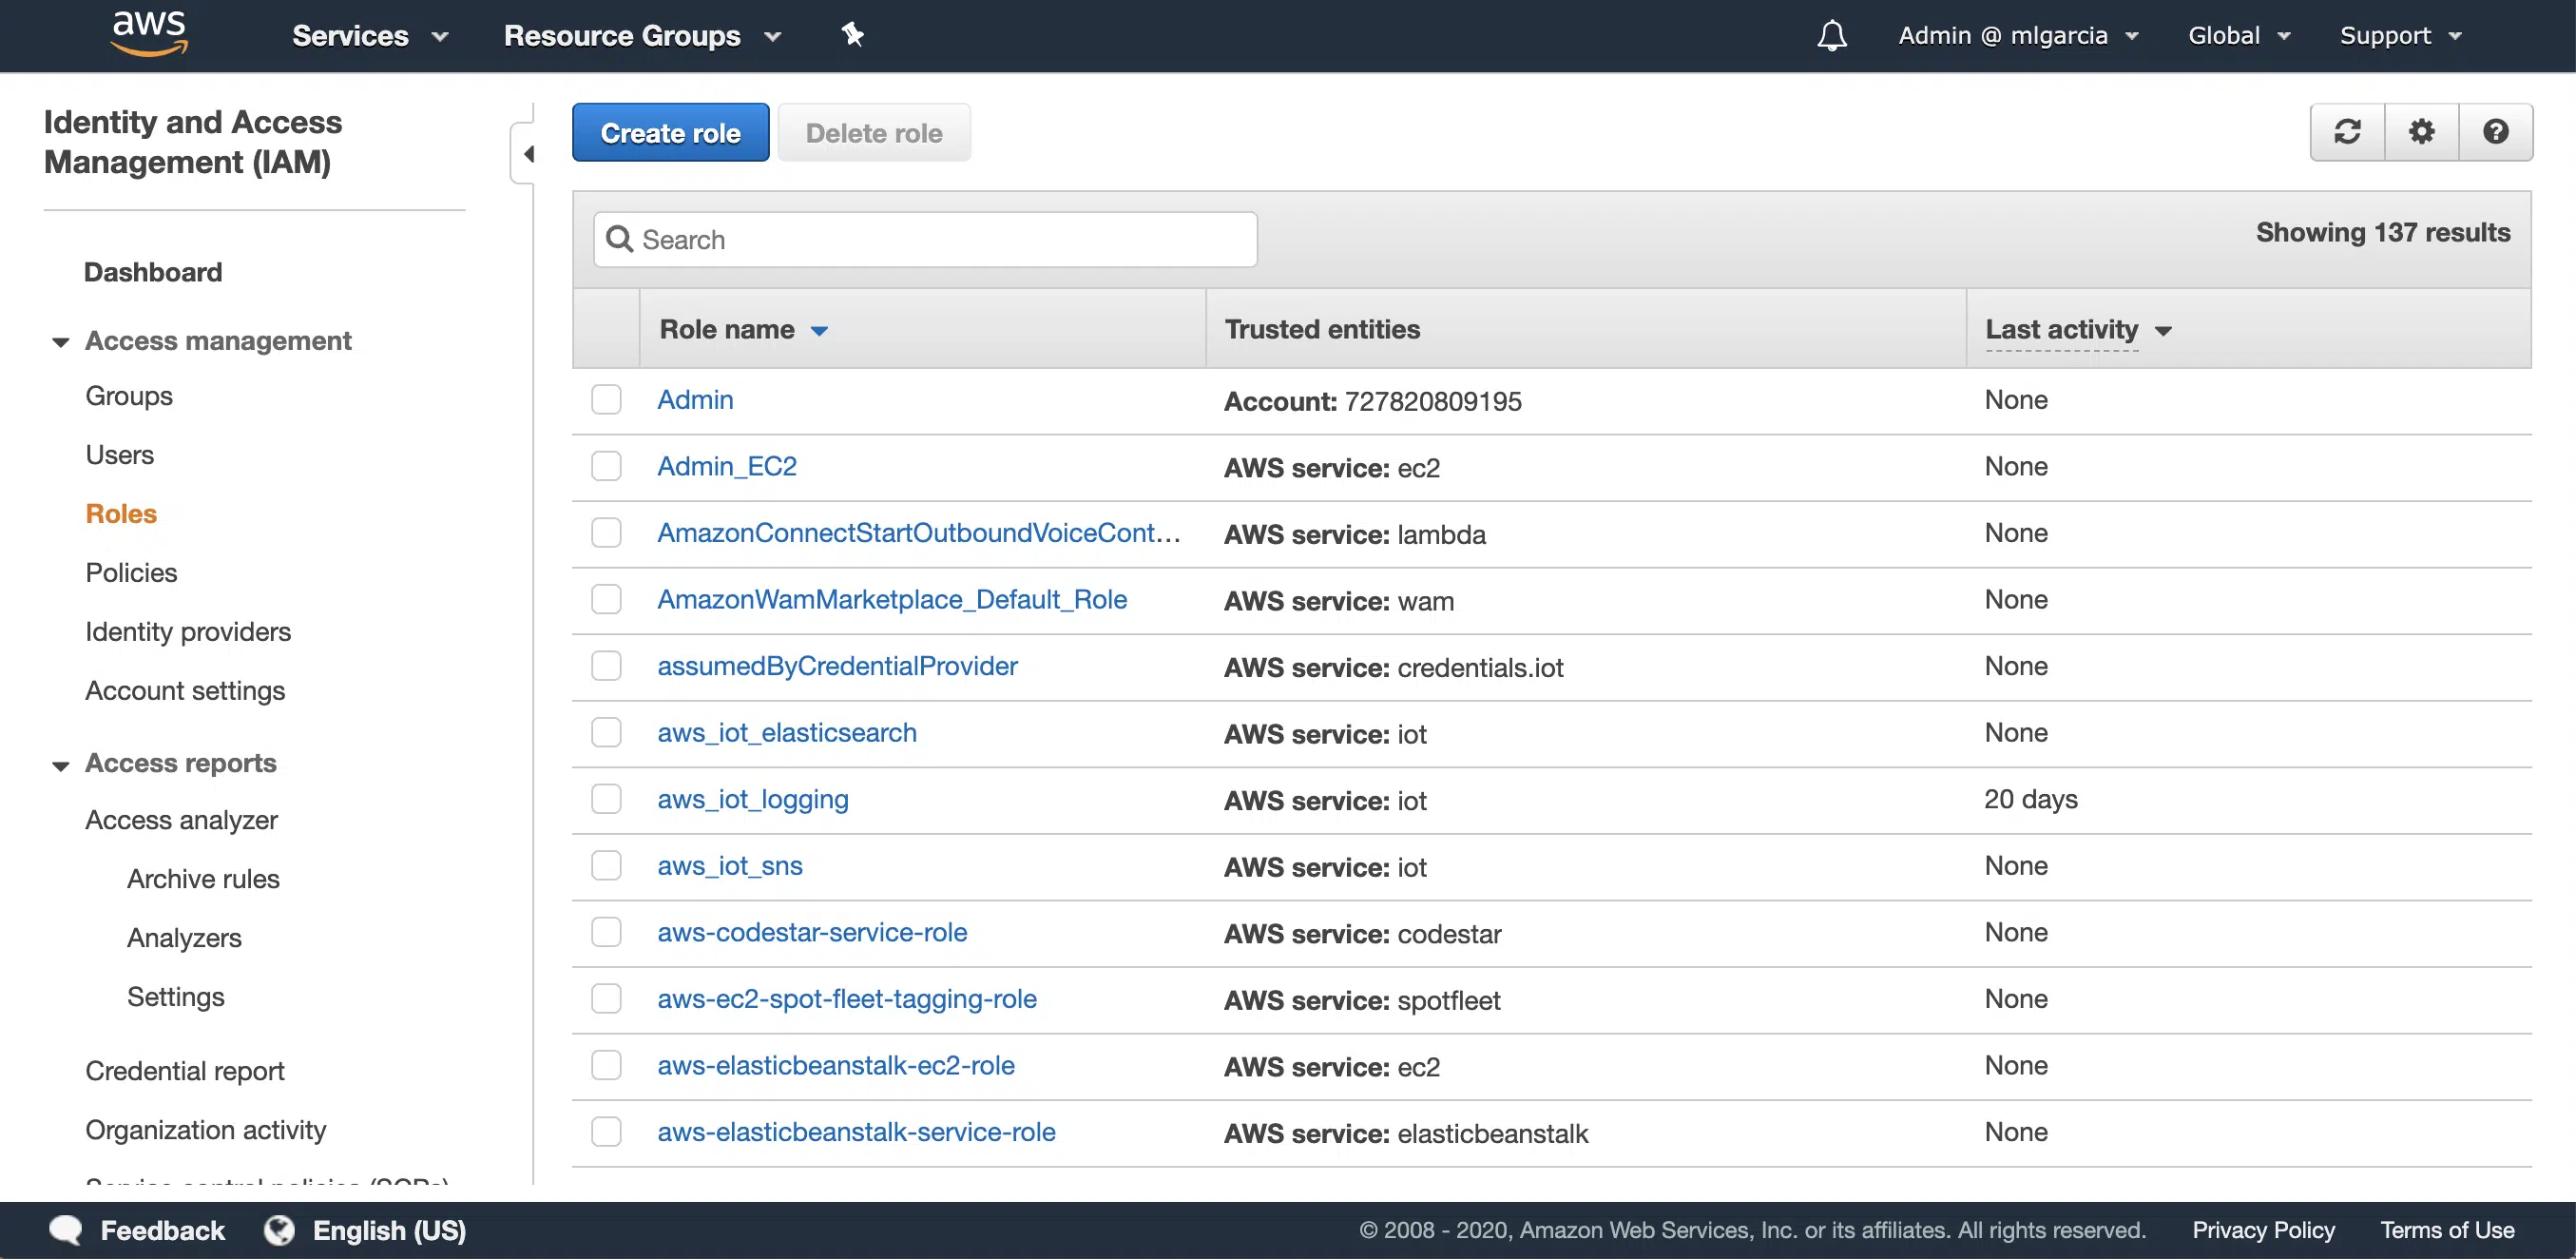 aws
Services
Resource Groups
Admin @ mlgarcia
Global
Support
Identity and Access
Management (IAM)
Dashboard
Access management
Groups
Users
Roles
Policies
Identity providers
Account settings
Access reports
Access analyzer
Archive rules
Analyzers
Settings
Credential report
Organization activity
Service control policies (SCPs)
Create role
Delete role
Search
Showing 137 results
Role name Trusted entities Last activity
Admin Account: 727820809195 None
Admin_EC2 AWS service: ec2 None
AmazonConnectStartOutboundVoiceCont... AWS service: lambda None
AmazonWamMarketplace_Default_Role AWS service: wam None
assumedByCredentialProvider AWS service: credentials.iot None
aws_iot_elasticsearch AWS service: iot None
aws_iot_logging AWS service: iot 20 days
aws_iot_sns AWS service: iot None
aws-codestar-service-role AWS service: codestar None
aws-ec2-spot-fleet-tagging-role AWS service: spotfleet None
aws-elasticbeanstalk-ec2-role AWS service: ec2 None
aws-elasticbeanstalk-service-role AWS service: elasticbeanstalk None
Feedback
English (US)
© 2008 - 2020, Amazon Web Services, Inc. or its affiliates. All rights reserved.
Privacy Policy
Terms of Use